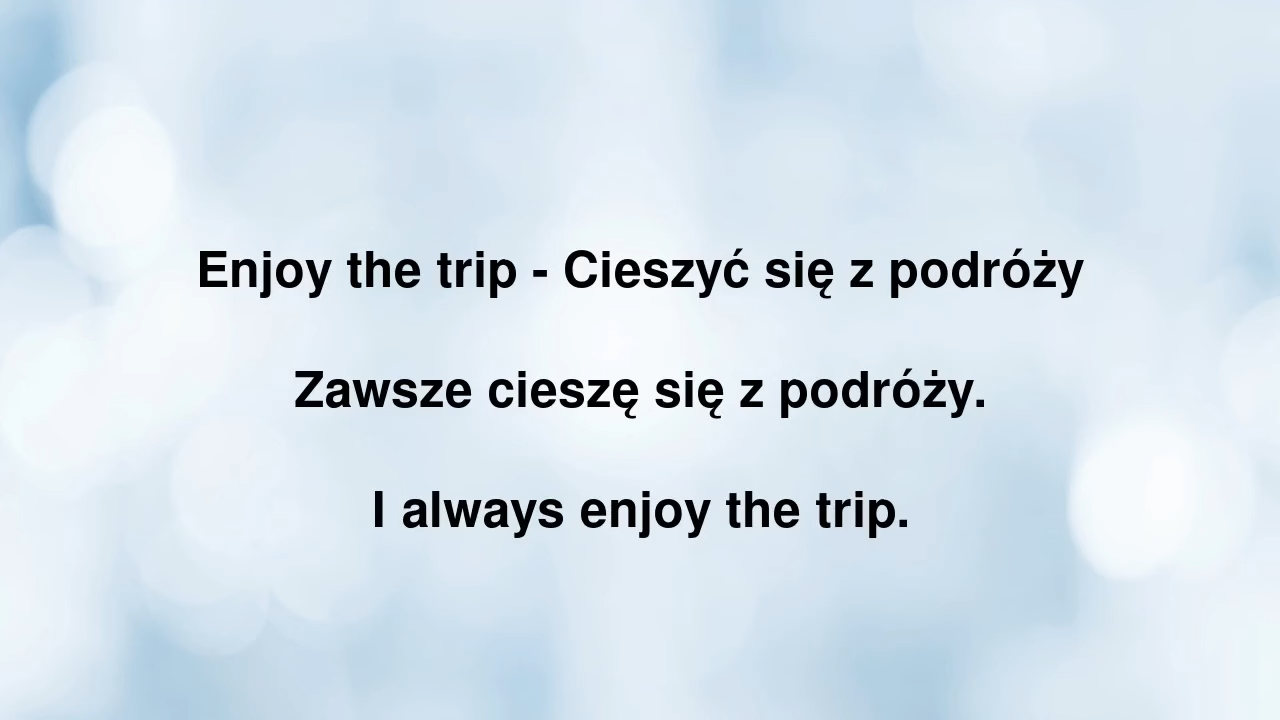 Enjoy the trip - Cieszyć się z podróży
Zawsze cieszę się z podróży.
I always enjoy the trip.